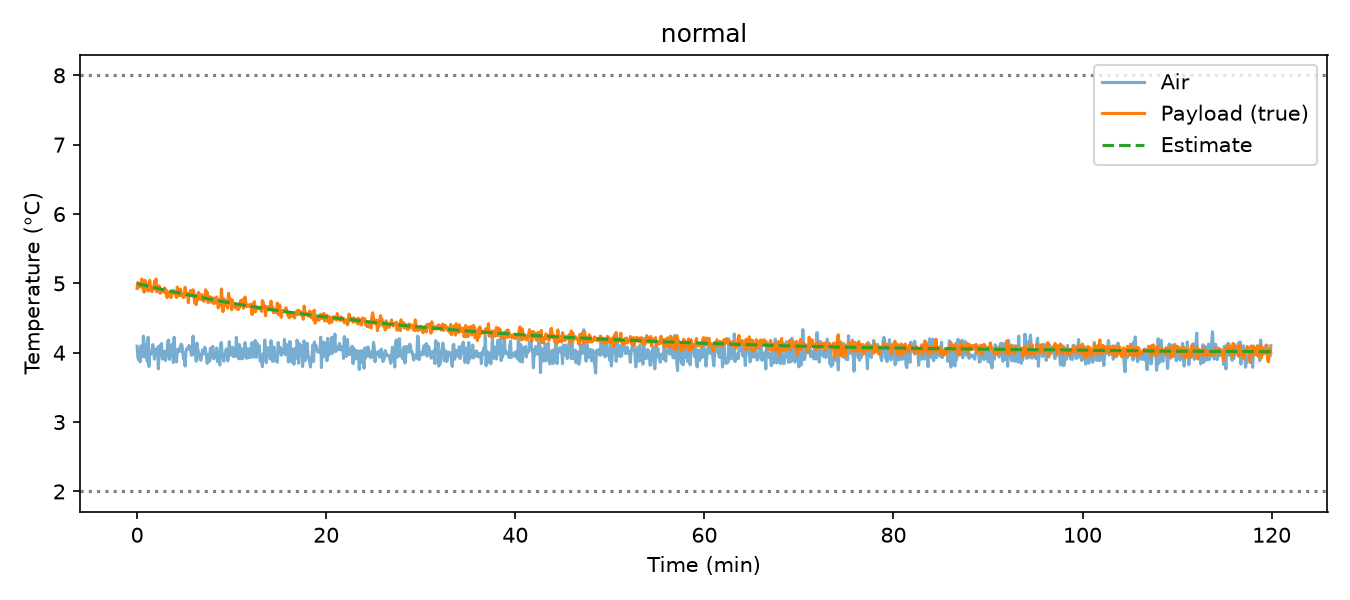 normal
Temperature (°C)
8
7
6
5
4
3
2
Air
Payload (true)
Estimate
0 20 40 60 80 100 120
Time (min)